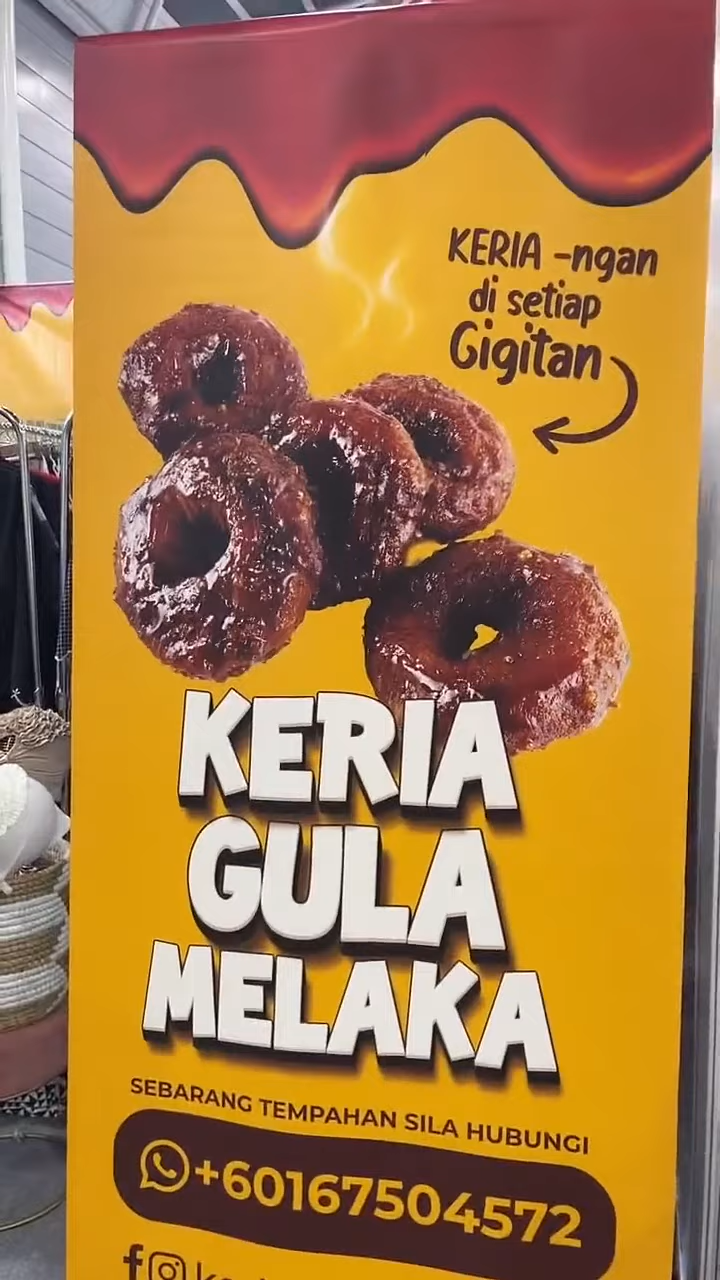 KERIA -ngan
di setiap
Gigitan
KERIA
GULA
MELAKA
SEBARANG TEMPAHAN SILA HUBUNGI
+60167504572